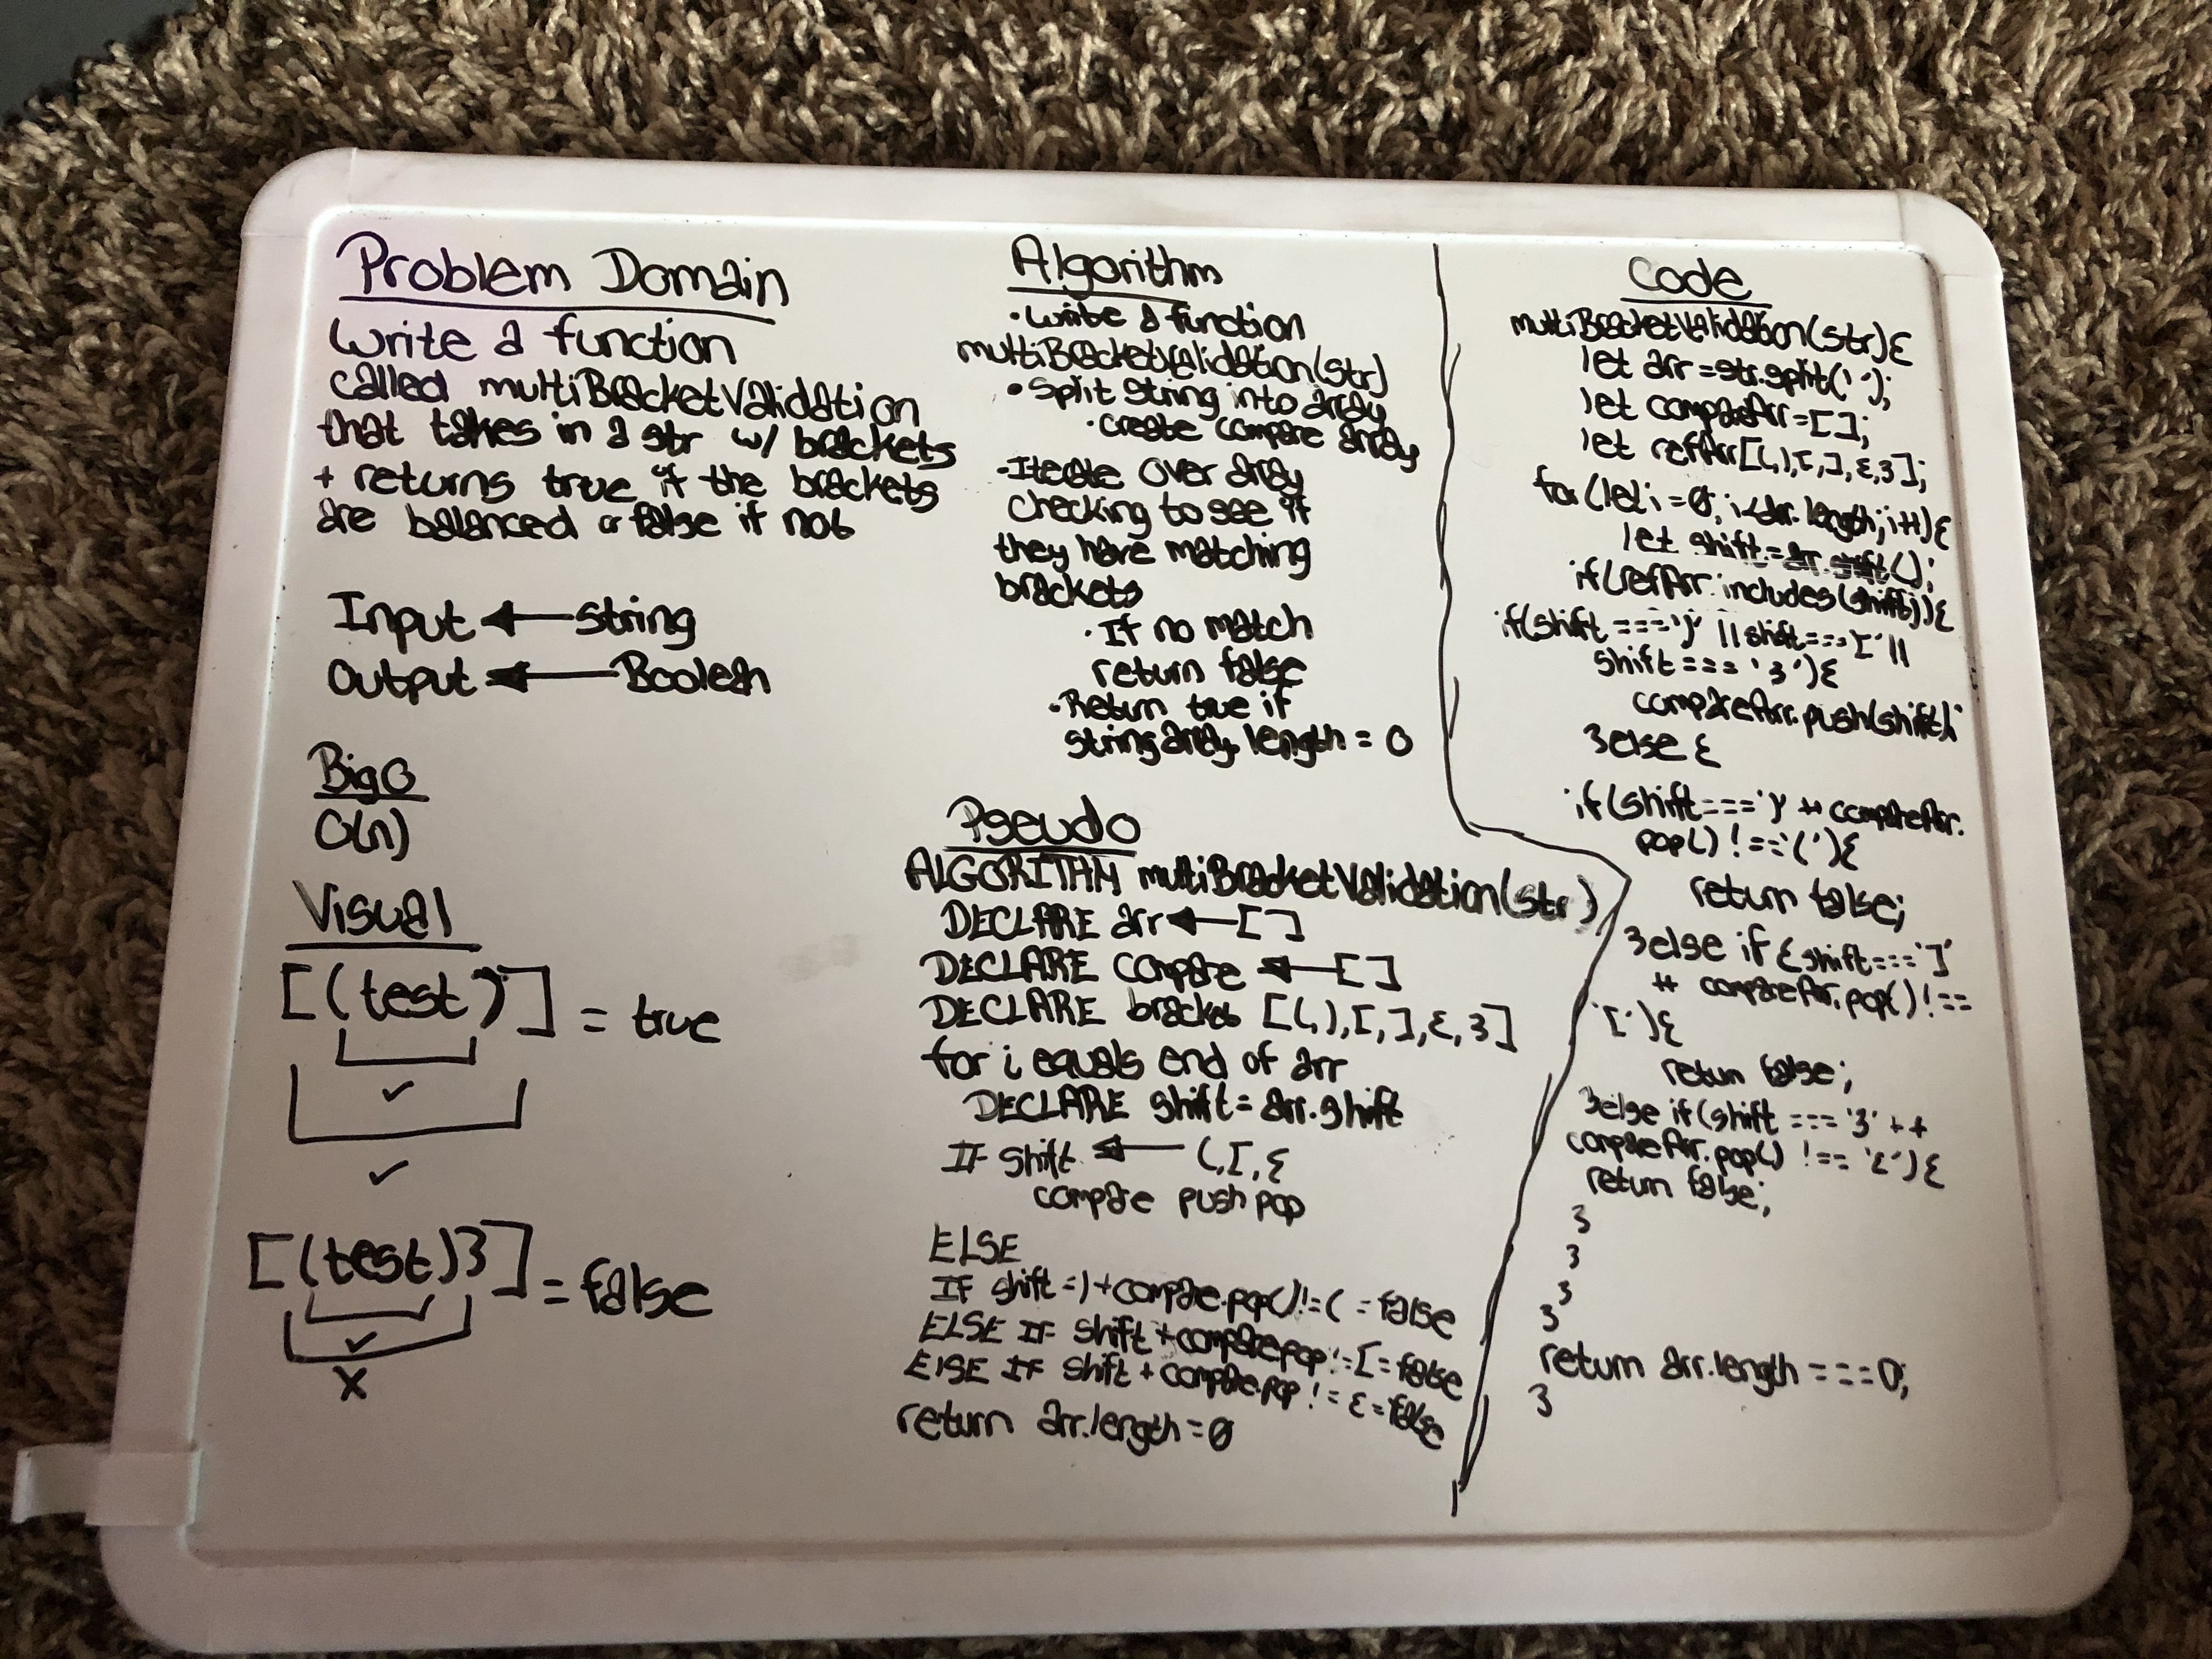 Problem Domain
Write a function
called multiBracketValidation
that takes in a str w/ brackets
+ returns true if the brackets
are balanced or false if not
Input ← string
Output ← Boolean
Big O
O(n)
Visual
[(test)] = true
✓
✓
[(test)}] = false
✓
X
Algorithm
• Write a function
multiBracketValidation(str)
• Split string into array
• create compare array
- Iterate over array
checking to see if
they have matching
brackets
• If no match
return false
• Return true if
string array length = 0
Pseudo
ALGORITHM multiBracketValidation(str)
DECLARE arr ← []
DECLARE compare ← []
DECLARE bracks [(,),[,],{,}]
for i equals end of arr
DECLARE shift = arr.shift
IF shift ← (,[,{
compare push pop
ELSE
IF shift =) + compare.pop()!=( = false
ELSE IF shift + compare pop != [ = false
ELSE IF shift + compare pop != { = false
return arr.length = 0
Code
multiBracketValidation(str){
let arr = str.split('');
let compareArr = [];
let refArr[(,),[,],{,}];
for (let i = 0; i < arr.length; i++){
let shift = arr.shift();
if(refArr.includes(shift)){
if(shift === '(' || shift === '[' ||
shift === '{'){
compareArr.push(shift);
}else{
if(shift === ')' ++ compareArr.
pop() !== '('){
return false;
}else if (shift === ']'
++ compareArr.pop() !==
'['){
return false;
}else if (shift === '}' ++
compareArr.pop() !== '{'){
return false;
}
}
}
}
return arr.length === 0;
}